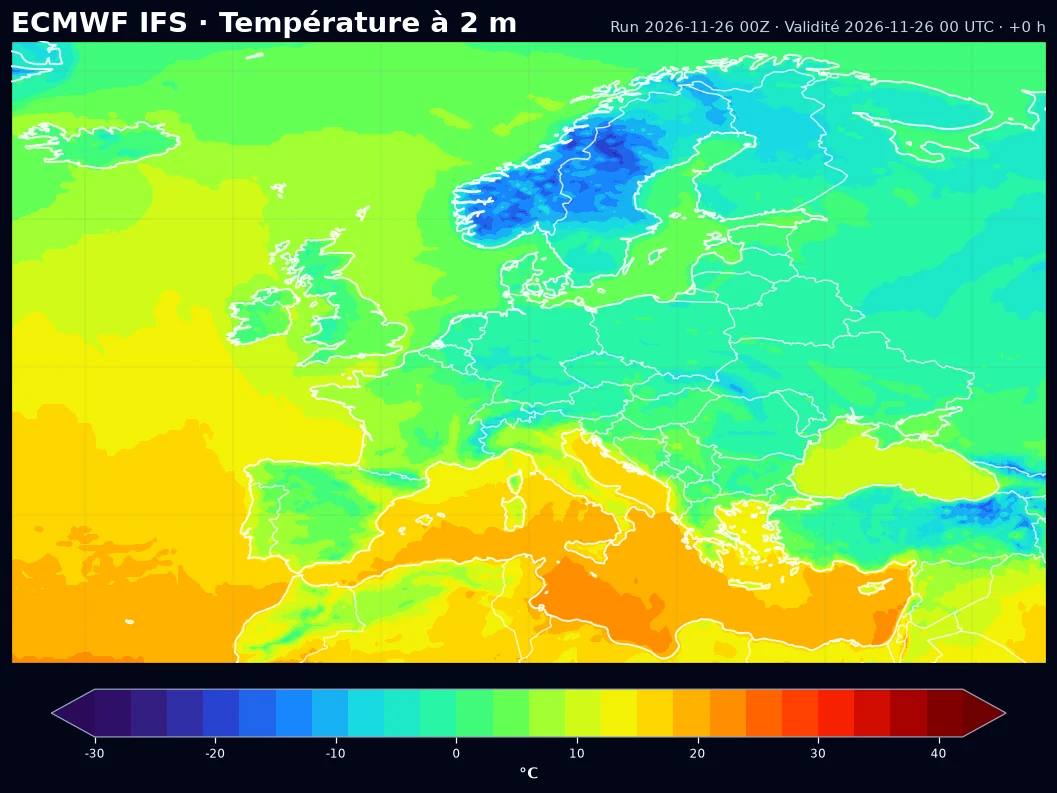 ECMWF IFS · Température à 2 m
Run 2026-11-26 00Z · Validité 2026-11-26 00 UTC · +0 h
-30 -20 -10 0 10 20 30 40
°C